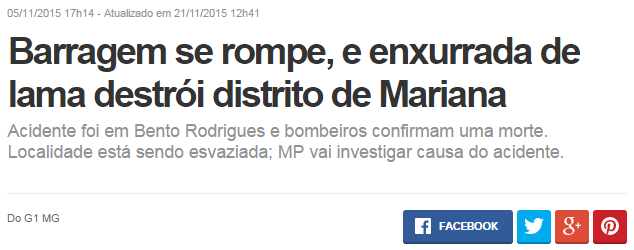 05/11/2015 17h14 - Atualizado em 21/11/2015 12h41
Barragem se rompe, e enxurrada de
lama destrói distrito de Mariana
Acidente foi em Bento Rodrigues e bombeiros confirmam uma morte.
Localidade está sendo esvaziada; MP vai investigar causa do acidente.
Do G1 MG
FACEBOOK
g+